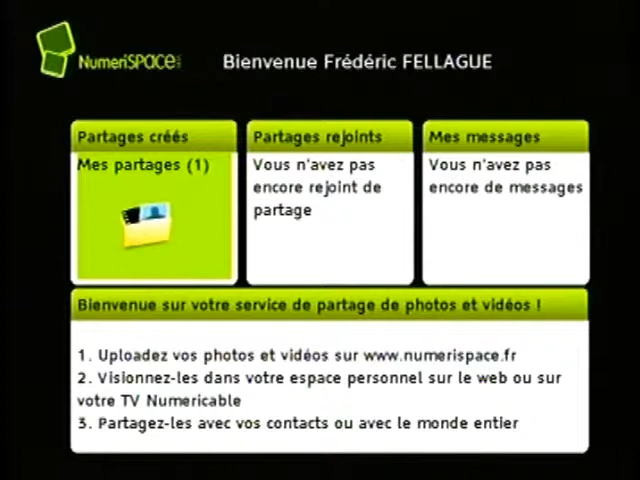 NumeriSPACE
Bienvenue Frédéric FELLAGUE
Partages créés
Mes partages (1)
Partages rejoints
Vous n'avez pas
encore rejoint de
partage
Mes messages
Vous n'avez pas
encore de messages
Bienvenue sur votre service de partage de photos et vidéos !
1. Uploadez vos photos et vidéos sur www.numerispace.fr
2. Visionnez-les dans votre espace personnel sur le web ou sur
votre TV Numericable
3. Partagez-les avec vos contacts ou avec le monde entier